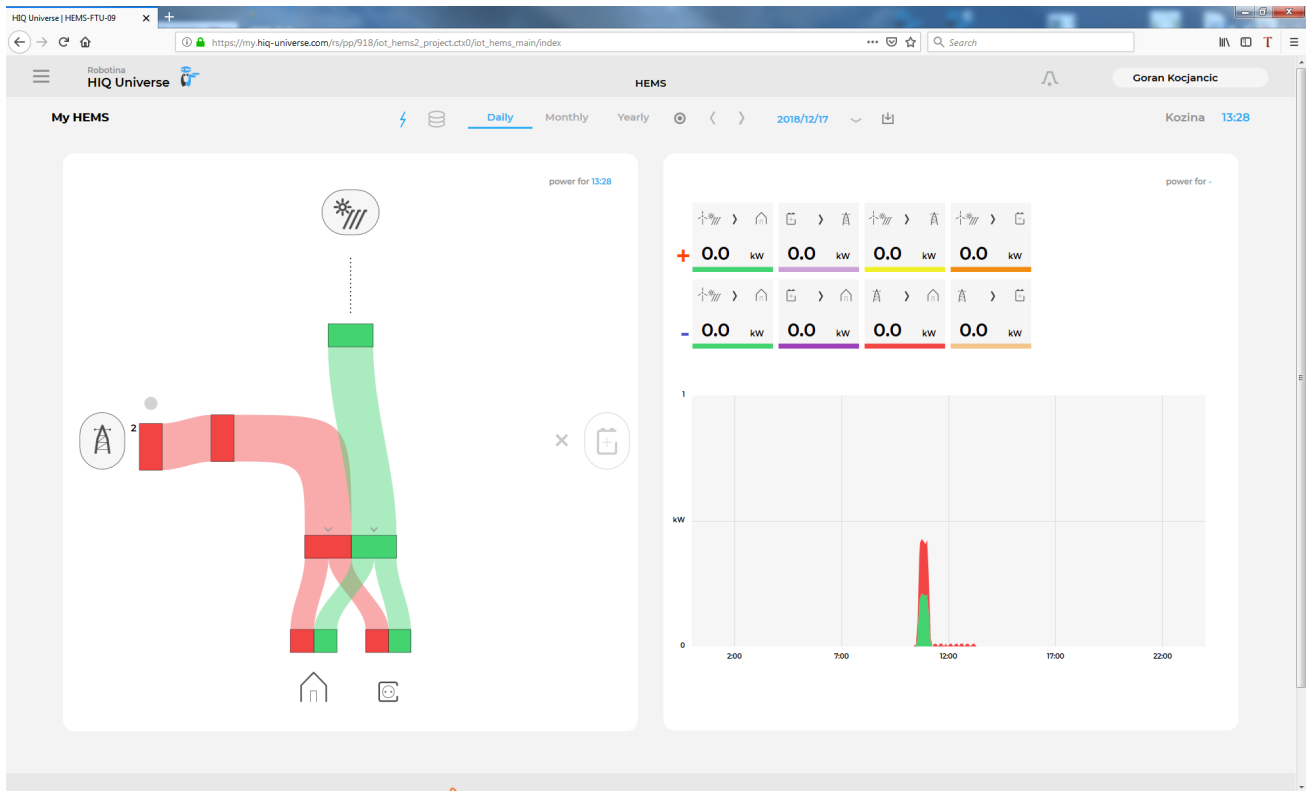 HIQ Universe | HEMS-FTU-09
https://my.hiq-universe.com/rs/pp/918/iot_hems2_project.ctx0/iot_hems_main/index
Search
Robotina
HIQ Universe
HEMS
Goran Kocjancic
My HEMS
Daily Monthly Yearly 2018/12/17
Kozina 13:28
power for 13:28
2
power for -
+ 0.0 kW 0.0 kW 0.0 kW 0.0 kW
- 0.0 kW 0.0 kW 0.0 kW 0.0 kW
1
kW
0
2:00 7:00 12:00 17:00 22:00